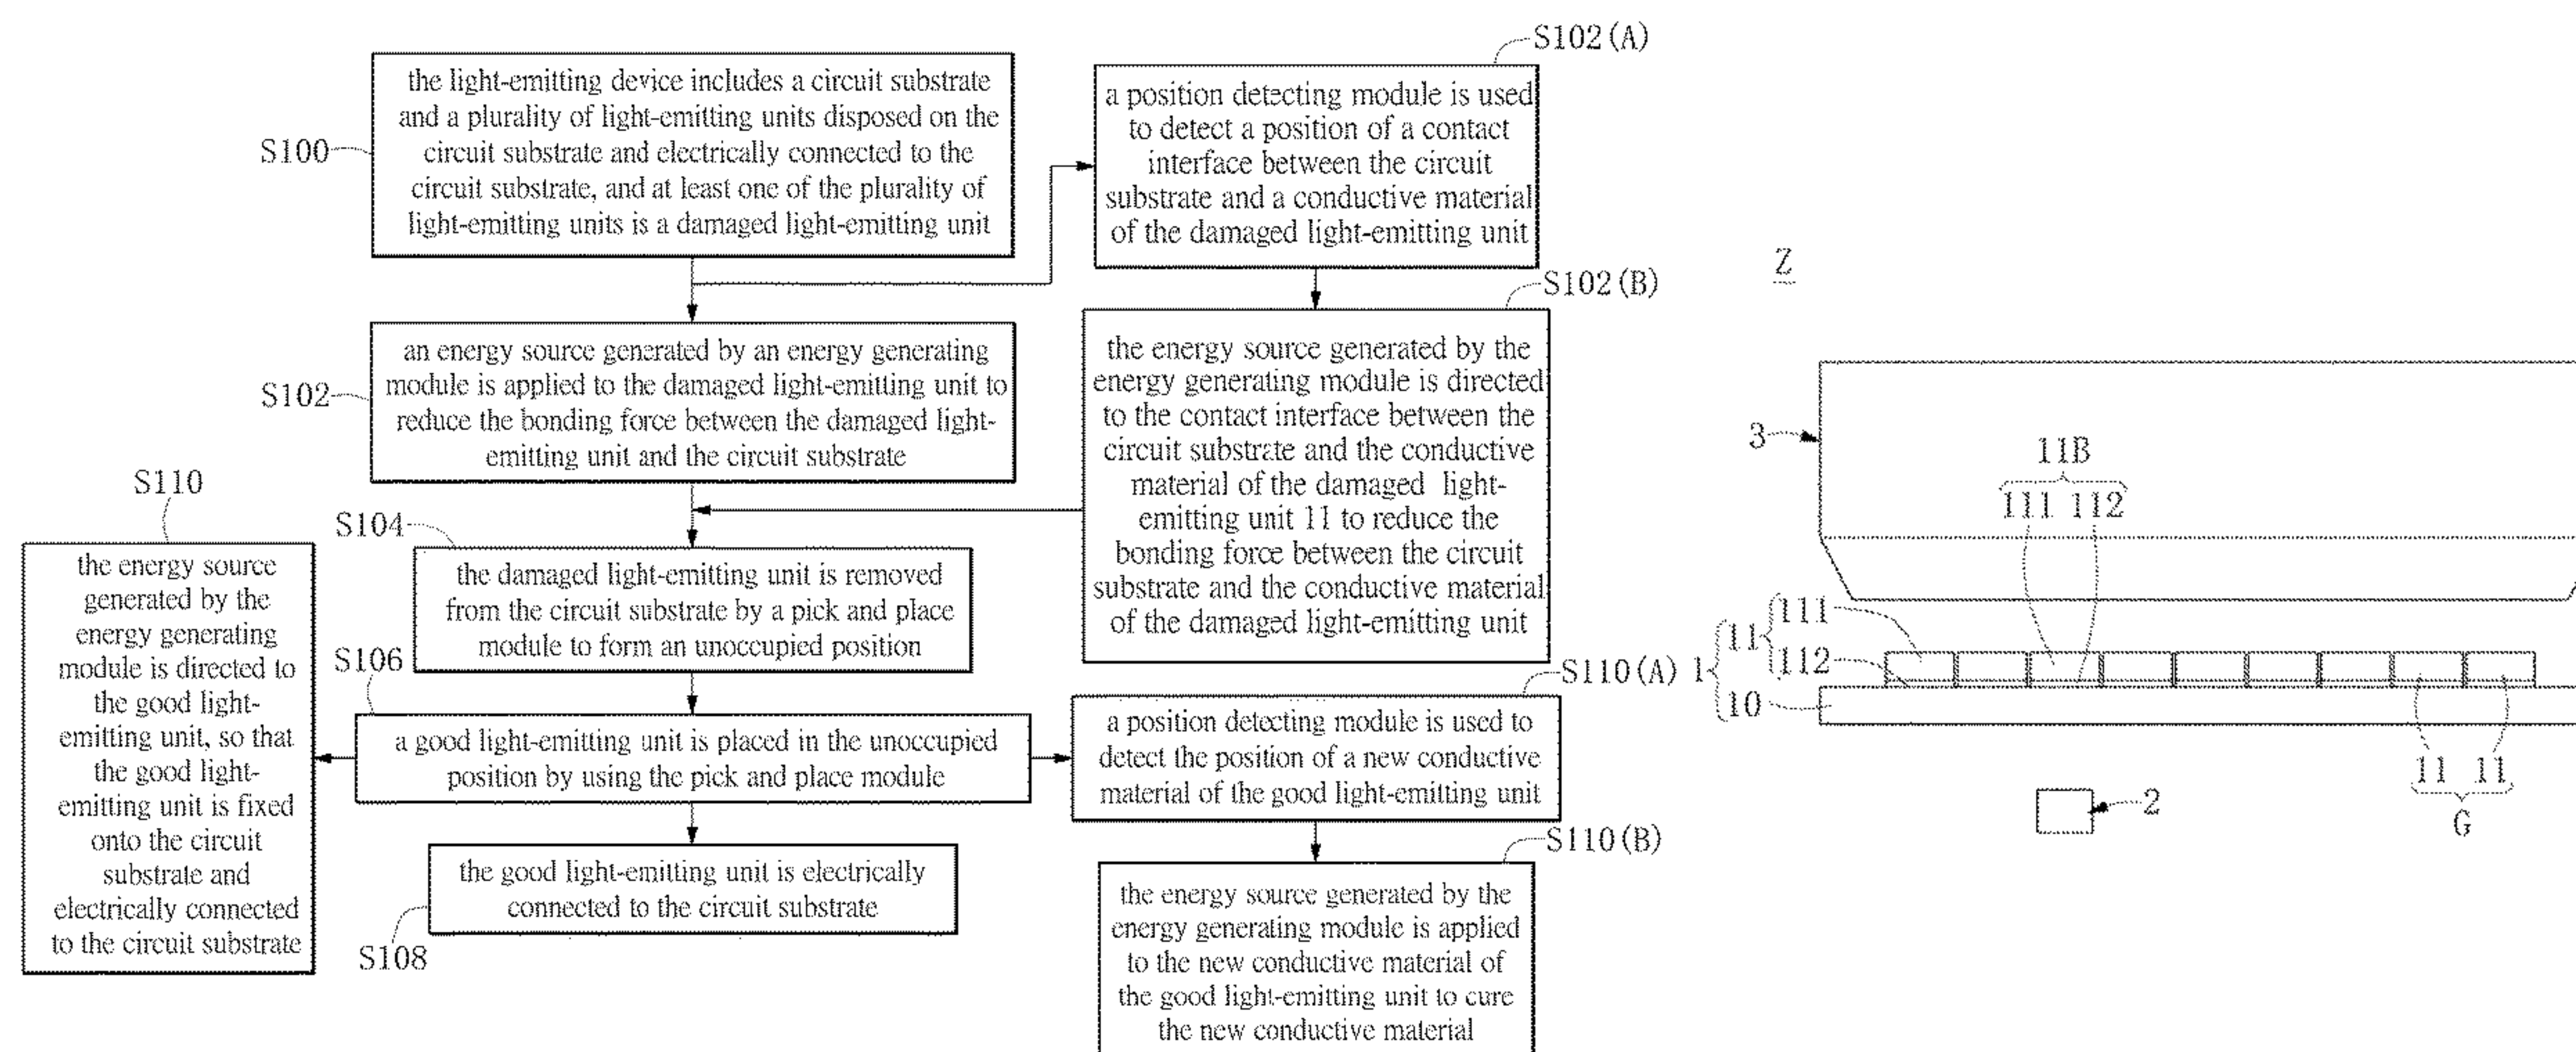 S100
the light-emitting device includes a circuit substrate
and a plurality of light-emitting units disposed on the
circuit substrate and electrically connected to the
circuit substrate, and at least one of the plurality of
light-emitting units is a damaged light-emitting unit
S102(A)
a position detecting module is used
to detect a position of a contact
interface between the circuit
substrate and a conductive material
of the damaged light-emitting unit
S102
an energy source generated by an energy generating
module is applied to the damaged light-emitting unit to
reduce the bonding force between the damaged light-
emitting unit and the circuit substrate
S102(B)
the energy source generated by the
energy generating module is directed
to the contact interface between the
circuit substrate and the conductive
material of the damaged light-
emitting unit 11 to reduce the
bonding force between the circuit
substrate and the conductive material
of the damaged light-emitting unit
S104
the damaged light-emitting unit is removed
from the circuit substrate by a pick and place
module to form an unoccupied position
S106
a good light-emitting unit is placed in the unoccupied
position by using the pick and place module
S108
the good light-emitting unit is electrically
connected to the circuit substrate
S110
the energy source
generated by the
energy generating
module is directed to
the good light-
emitting unit, so that
the good light-
emitting unit is fixed
onto the circuit
substrate and
electrically connected
to the circuit substrate
S110(A)
a position detecting module is used to
detect the position of a new conductive
material of the good light-emitting unit
S110(B)
the energy source generated by the
energy generating module is applied
to the new conductive material of
the good light-emitting unit to cure
the new conductive material
Z
3
11B
111 112
1
11
111
112
10
11 11
G
2